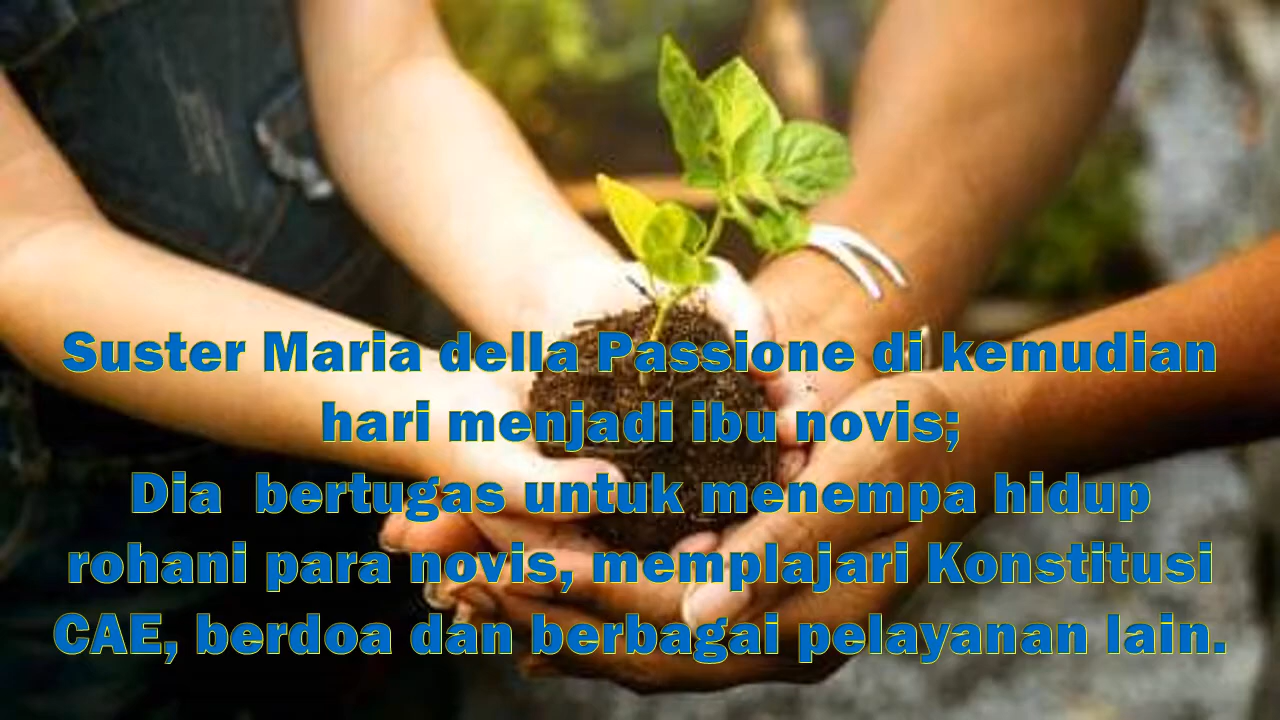 Suster Maria della Passione di kemudian
hari menjadi ibu novis;
Dia  bertugas untuk menempa hidup
rohani para novis, memplajari Konstitusi
CAE, berdoa dan berbagai pelayanan lain.